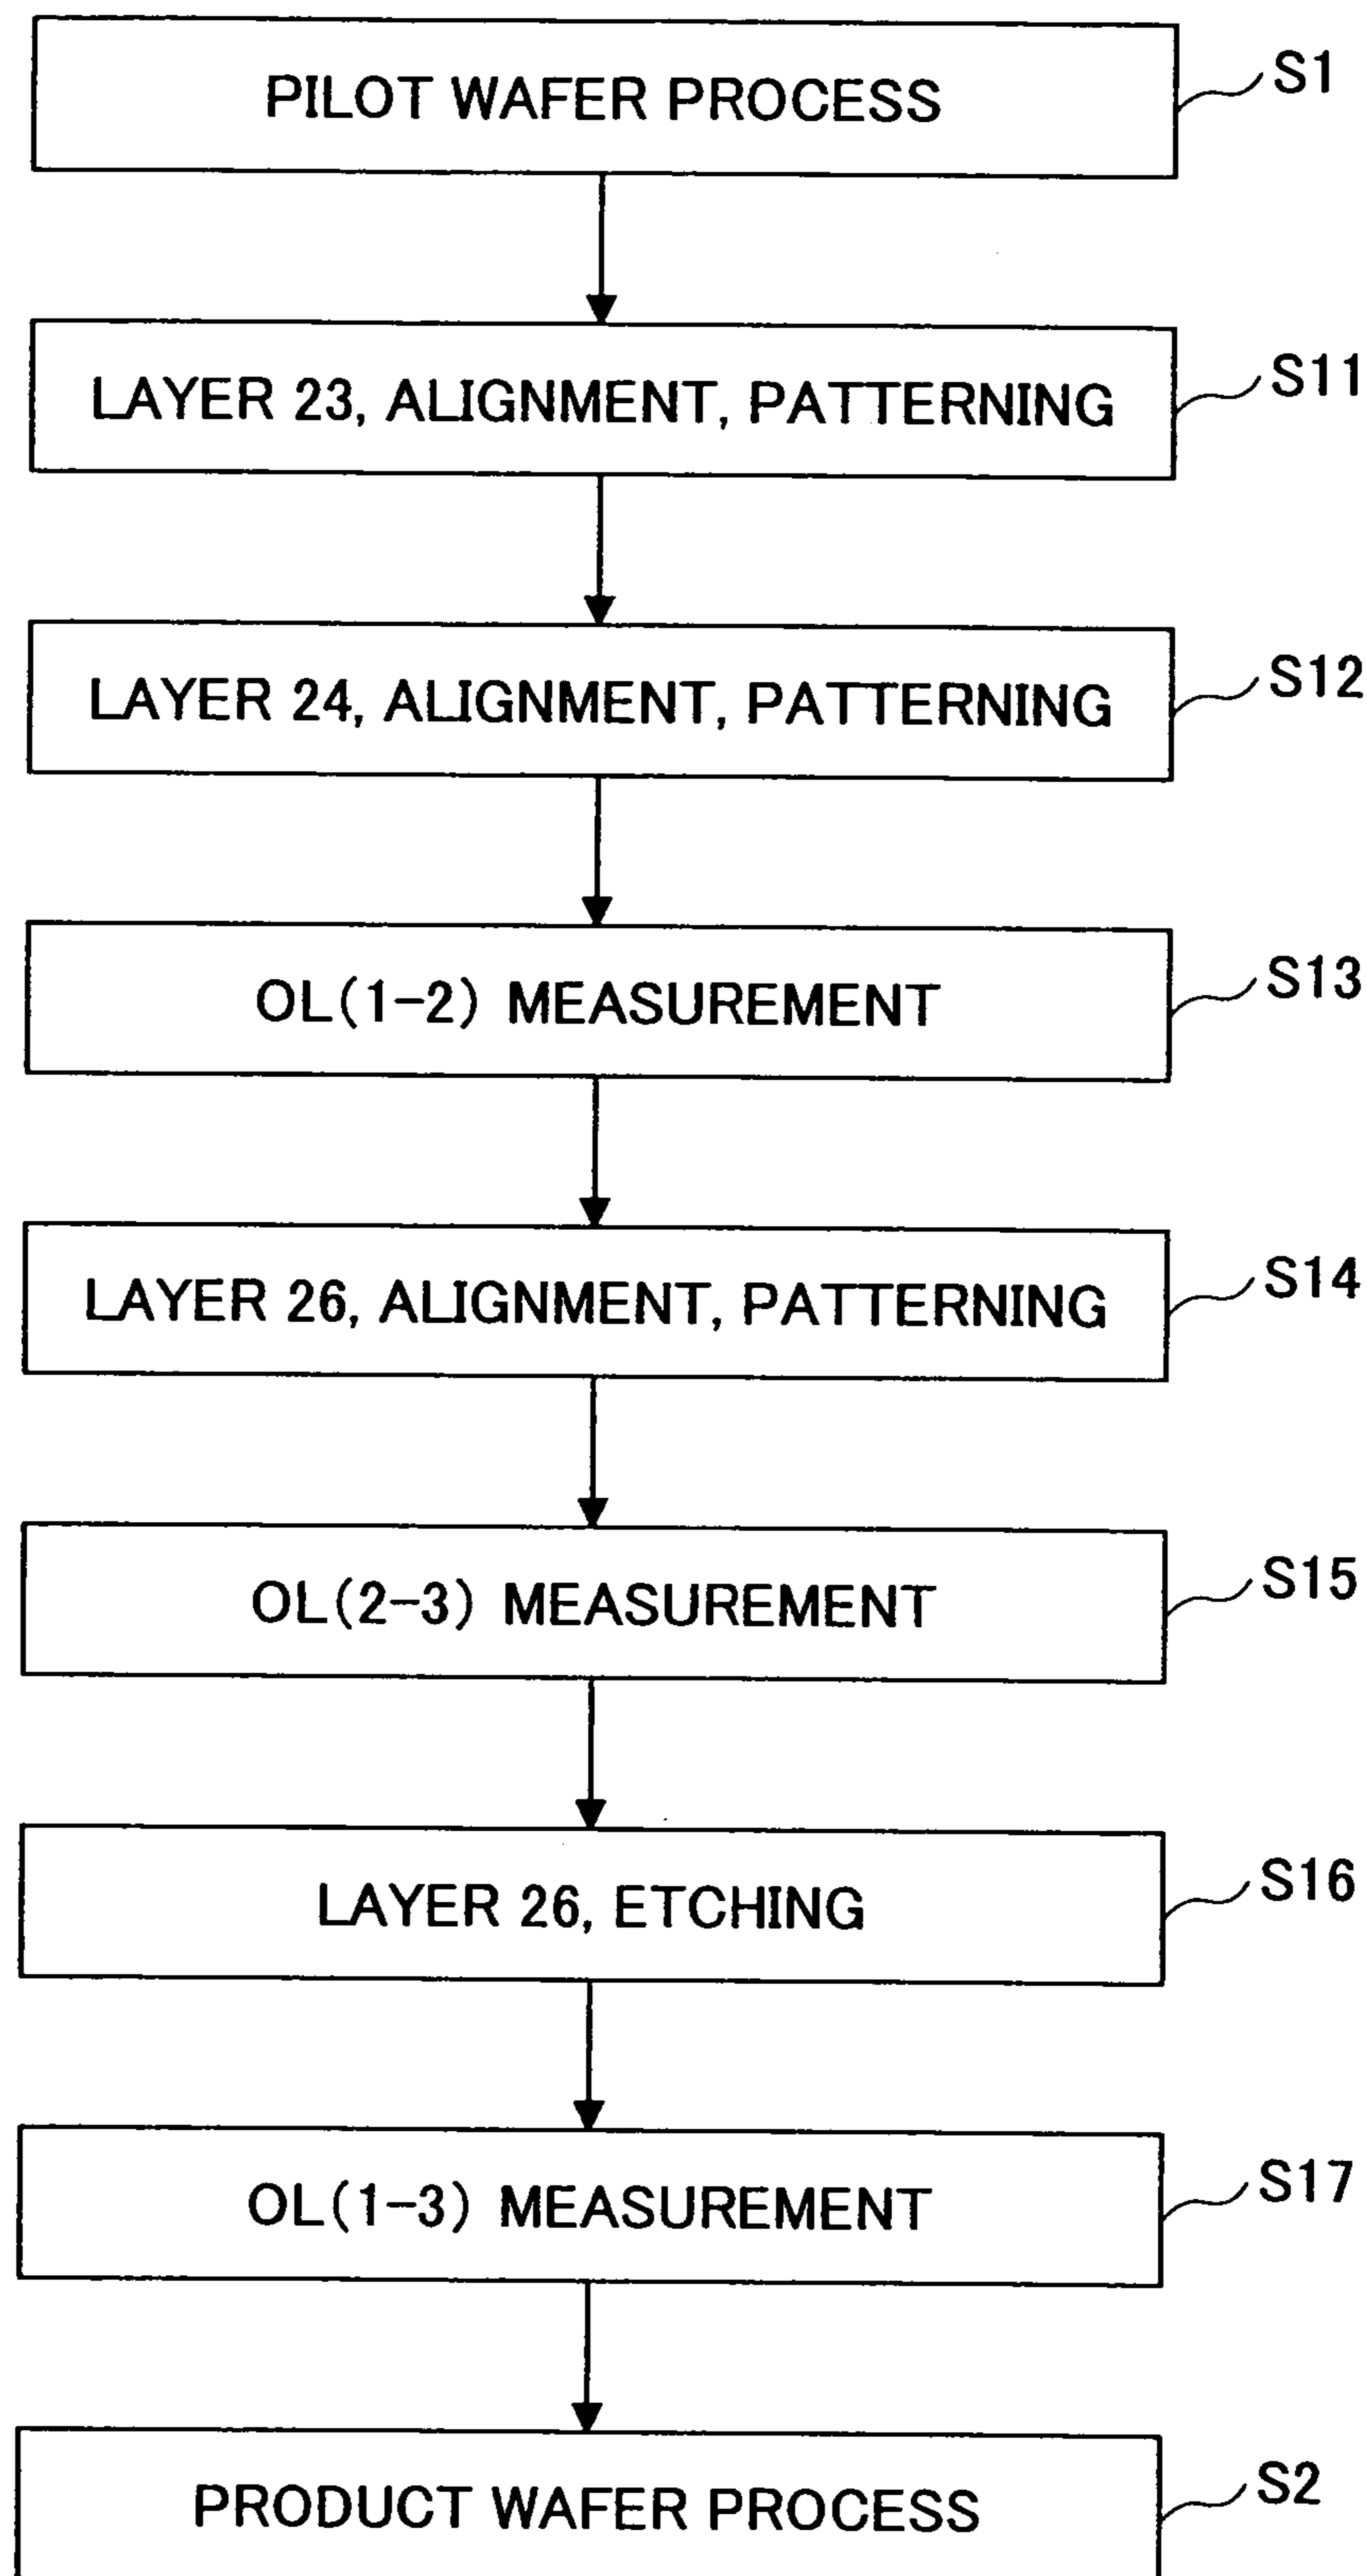 PILOT WAFER PROCESS S1
LAYER 23, ALIGNMENT, PATTERNING S11
LAYER 24, ALIGNMENT, PATTERNING S12
OL(1-2) MEASUREMENT S13
LAYER 26, ALIGNMENT, PATTERNING S14
OL(2-3) MEASUREMENT S15
LAYER 26, ETCHING S16
OL(1-3) MEASUREMENT S17
PRODUCT WAFER PROCESS S2